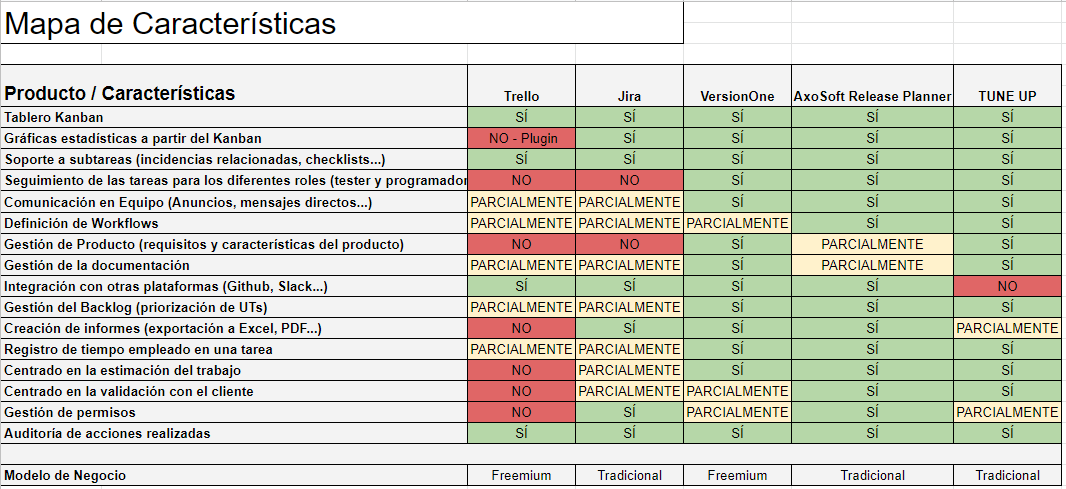 Mapa de Características
Producto / Características Trello Jira VersionOne AxoSoft Release Planner TUNE UP
Tablero Kanban SÍ SÍ SÍ SÍ SÍ
Gráficas estadísticas a partir del Kanban NO - Plugin SÍ SÍ SÍ SÍ
Soporte a subtareas (incidencias relacionadas, checklists...) SÍ SÍ SÍ SÍ SÍ
Seguimiento de las tareas para los diferentes roles (tester y programador NO NO SÍ SÍ SÍ
Comunicación en Equipo (Anuncios, mensajes directos...) PARCIALMENTE PARCIALMENTE SÍ SÍ SÍ
Definición de Workflows PARCIALMENTE PARCIALMENTE PARCIALMENTE SÍ SÍ
Gestión de Producto (requisitos y características del producto) NO NO SÍ PARCIALMENTE SÍ
Gestión de la documentación PARCIALMENTE PARCIALMENTE SÍ PARCIALMENTE SÍ
Integración con otras plataformas (Github, Slack...) SÍ SÍ SÍ SÍ NO
Gestión del Backlog (priorización de UTs) PARCIALMENTE PARCIALMENTE SÍ SÍ SÍ
Creación de informes (exportación a Excel, PDF...) NO SÍ SÍ SÍ PARCIALMENTE
Registro de tiempo empleado en una tarea PARCIALMENTE PARCIALMENTE SÍ SÍ SÍ
Centrado en la estimación del trabajo NO PARCIALMENTE SÍ SÍ SÍ
Centrado en la validación con el cliente NO PARCIALMENTE PARCIALMENTE SÍ SÍ
Gestión de permisos NO SÍ PARCIALMENTE SÍ PARCIALMENTE
Auditoría de acciones realizadas SÍ SÍ SÍ SÍ SÍ
Modelo de Negocio Freemium Tradicional Freemium Tradicional Tradicional